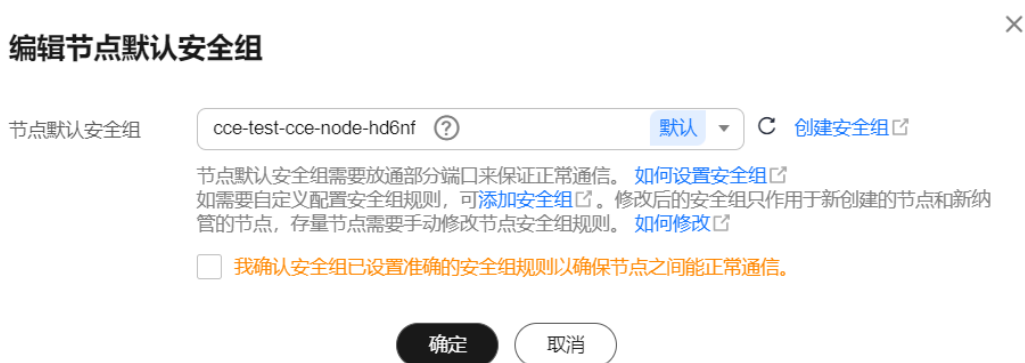 编辑节点默认安全组
节点默认安全组 cce-test-cce-node-hd6nf ? 默认 创建安全组
节点默认安全组需要放通部分端口来保证正常通信。 如何设置安全组
如需要自定义配置安全组规则，可添加安全组。修改后的安全组只作用于新创建的节点和新纳
管的节点，存量节点需要手动修改节点安全组规则。 如何修改
我确认安全组已设置准确的安全组规则以确保节点之间能正常通信。
确定 取消